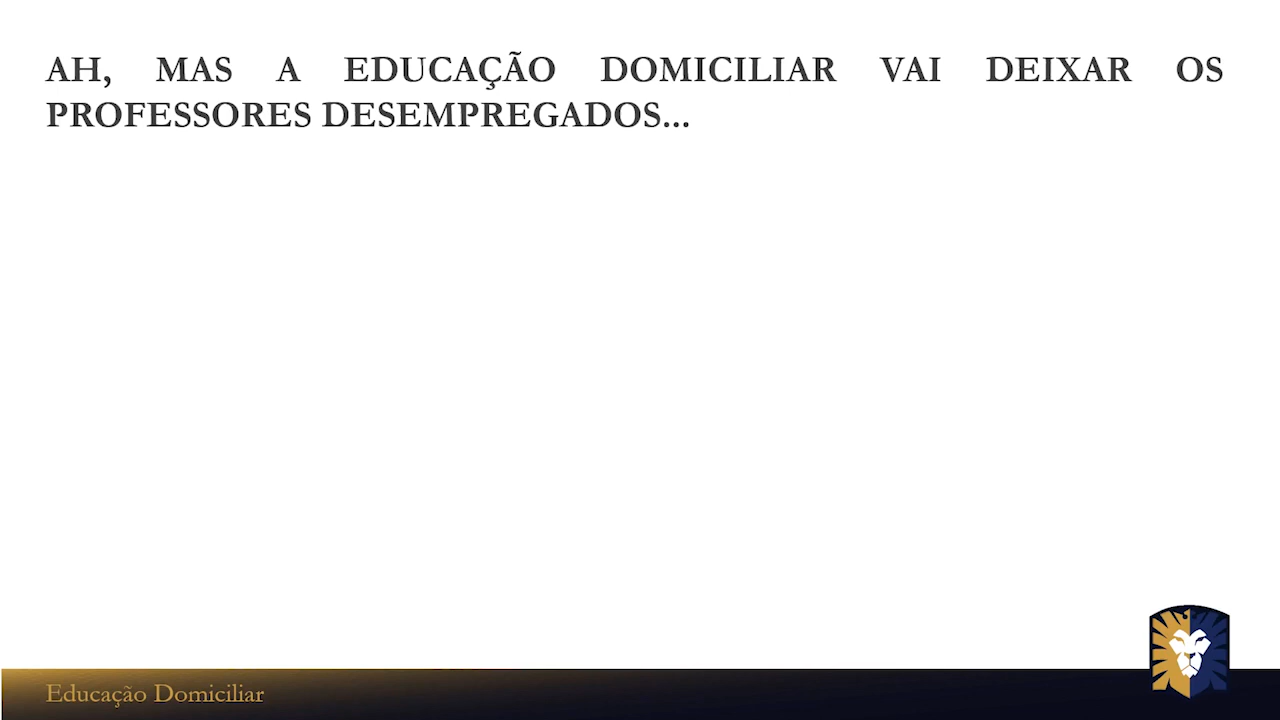 AH, MAS A EDUCAÇÃO DOMICILIAR VAI DEIXAR OS
PROFESSORES DESEMPREGADOS...
Educação Domiciliar